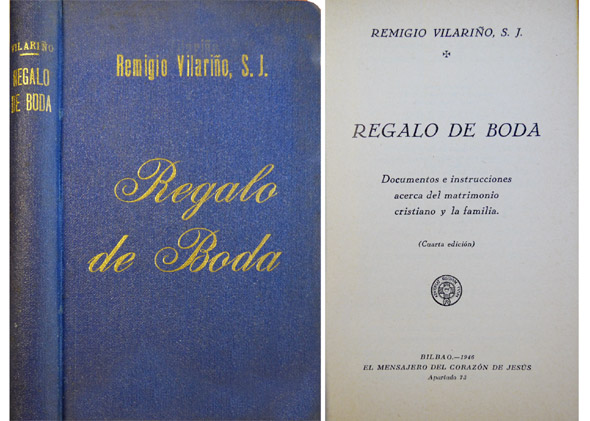 VILARIÑO
REGALO
DE BODA
Remigio Vilariño, S. J.
Regalo
de Boda
REMIGIO VILARIÑO, S. J.
REGALO DE BODA
Documentos e instrucciones
acerca del matrimonio
cristiano y la familia.
(Cuarta edición)
BILBAO.—1940
EL MENSAJERO DEL CORAZÓN DE JESÚS
Apartado 73